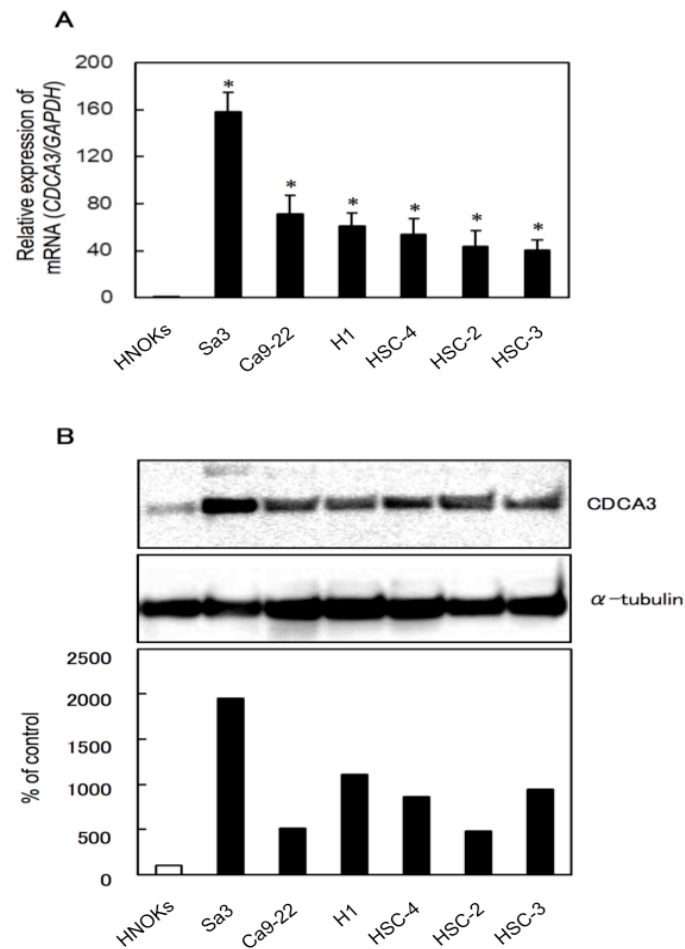 A
Relative expression of
mRNA (CDCA3/GAPDH)
200
160
120
80
40
0
* * * * * *
HNOKs Sa3 Ca9-22 H1 HSC-4 HSC-2 HSC-3
B
CDCA3
α-tubulin
% of control
2500
2000
1500
1000
500
0
HNOKs Sa3 Ca9-22 H1 HSC-4 HSC-2 HSC-3